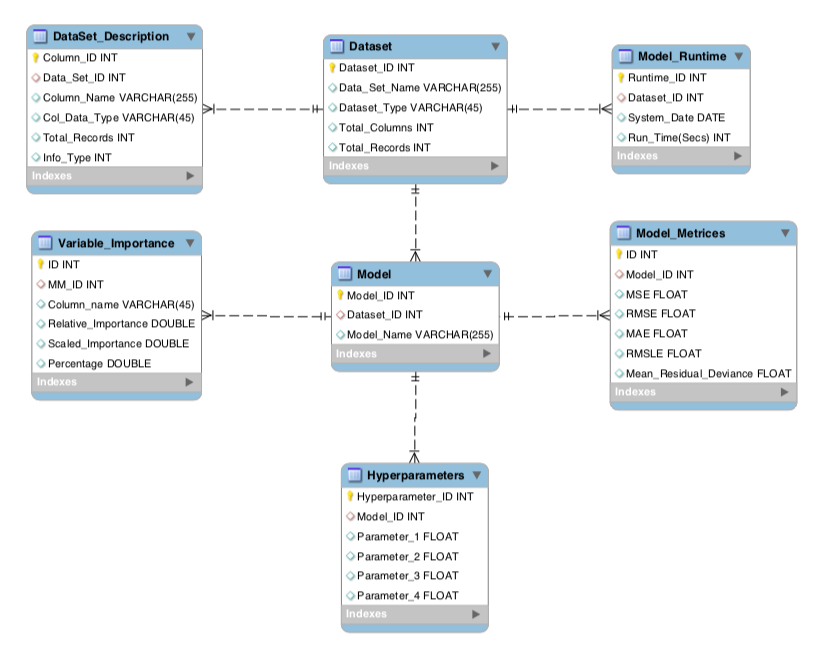 DataSet_Description
Column_ID INT
Data_Set_ID INT
Column_Name VARCHAR(255)
Col_Data_Type VARCHAR(45)
Total_Records INT
Info_Type INT
Indexes
Dataset
Dataset_ID INT
Data_Set_Name VARCHAR(255)
Dataset_Type VARCHAR(45)
Total_Columns INT
Total_Records INT
Indexes
Model_Runtime
Runtime_ID INT
Dataset_ID INT
System_Date DATE
Run_Time(Secs) INT
Indexes
Variable_Importance
ID INT
MM_ID INT
Column_name VARCHAR(45)
Relative_Importance DOUBLE
Scaled_Importance DOUBLE
Percentage DOUBLE
Indexes
Model
Model_ID INT
Dataset_ID INT
Model_Name VARCHAR(255)
Indexes
Model_Metrices
ID INT
Model_ID INT
MSE FLOAT
RMSE FLOAT
MAE FLOAT
RMSLE FLOAT
Mean_Residual_Deviance FLOAT
Indexes
Hyperparameters
Hyperparameter_ID INT
Model_ID INT
Parameter_1 FLOAT
Parameter_2 FLOAT
Parameter_3 FLOAT
Parameter_4 FLOAT
Indexes